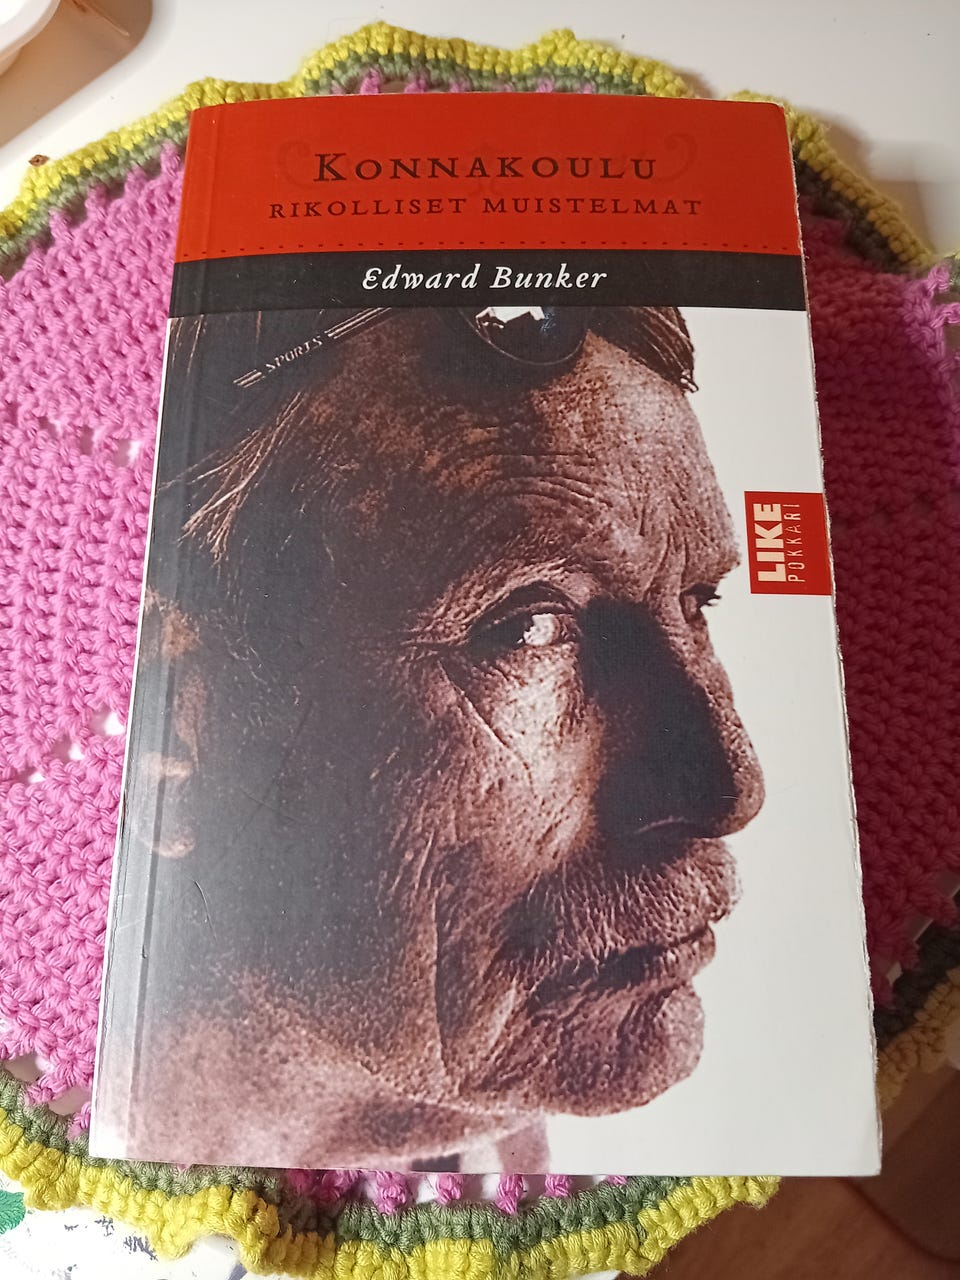 KONNAKOULU
RIKOLLISET MUISTELMAT
Edward Bunker
SPORTS
LIKE
POKKARI